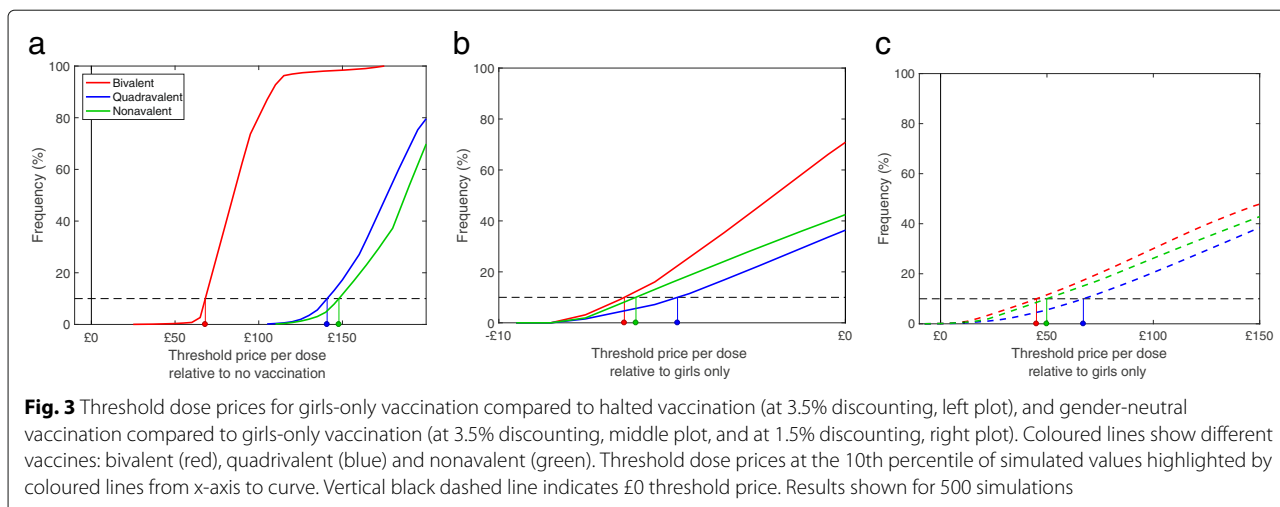 a
b
c
100
80
60
40
20
0
Frequency (%)
Bivalent
Quadravalent
Nonavalent
£0
£50
£100
£150
Threshold price per dose
relative to no vaccination
100
80
60
40
20
0
Frequency (%)
-£10
£0
Threshold price per dose
relative to girls only
100
80
60
40
20
0
Frequency (%)
£0
£50
£100
£150
Threshold price per dose
relative to girls only
Fig. 3 Threshold dose prices for girls-only vaccination compared to halted vaccination (at 3.5% discounting, left plot), and gender-neutral
vaccination compared to girls-only vaccination (at 3.5% discounting, middle plot, and at 1.5% discounting, right plot). Coloured lines show different
vaccines: bivalent (red), quadrivalent (blue) and nonavalent (green). Threshold dose prices at the 10th percentile of simulated values highlighted by
coloured lines from x-axis to curve. Vertical black dashed line indicates £0 threshold price. Results shown for 500 simulations